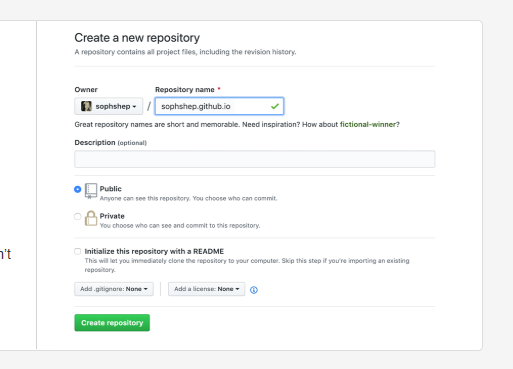 Create a new repository
A repository contains all project files, including the revision history.
Owner
Repository name *
sophshep
/
sophshep.github.io
Great repository names are short and memorable. Need inspiration? How about fictional-winner?
Description (optional)
Public
Anyone can see this repository. You choose who can commit.
Private
You choose who can see and commit to this repository.
n't
Initialize this repository with a README
This will let you immediately clone the repository to your computer. Skip this step if you're importing an existing
repository.
Add .gitignore: None
Add a license: None
Create repository